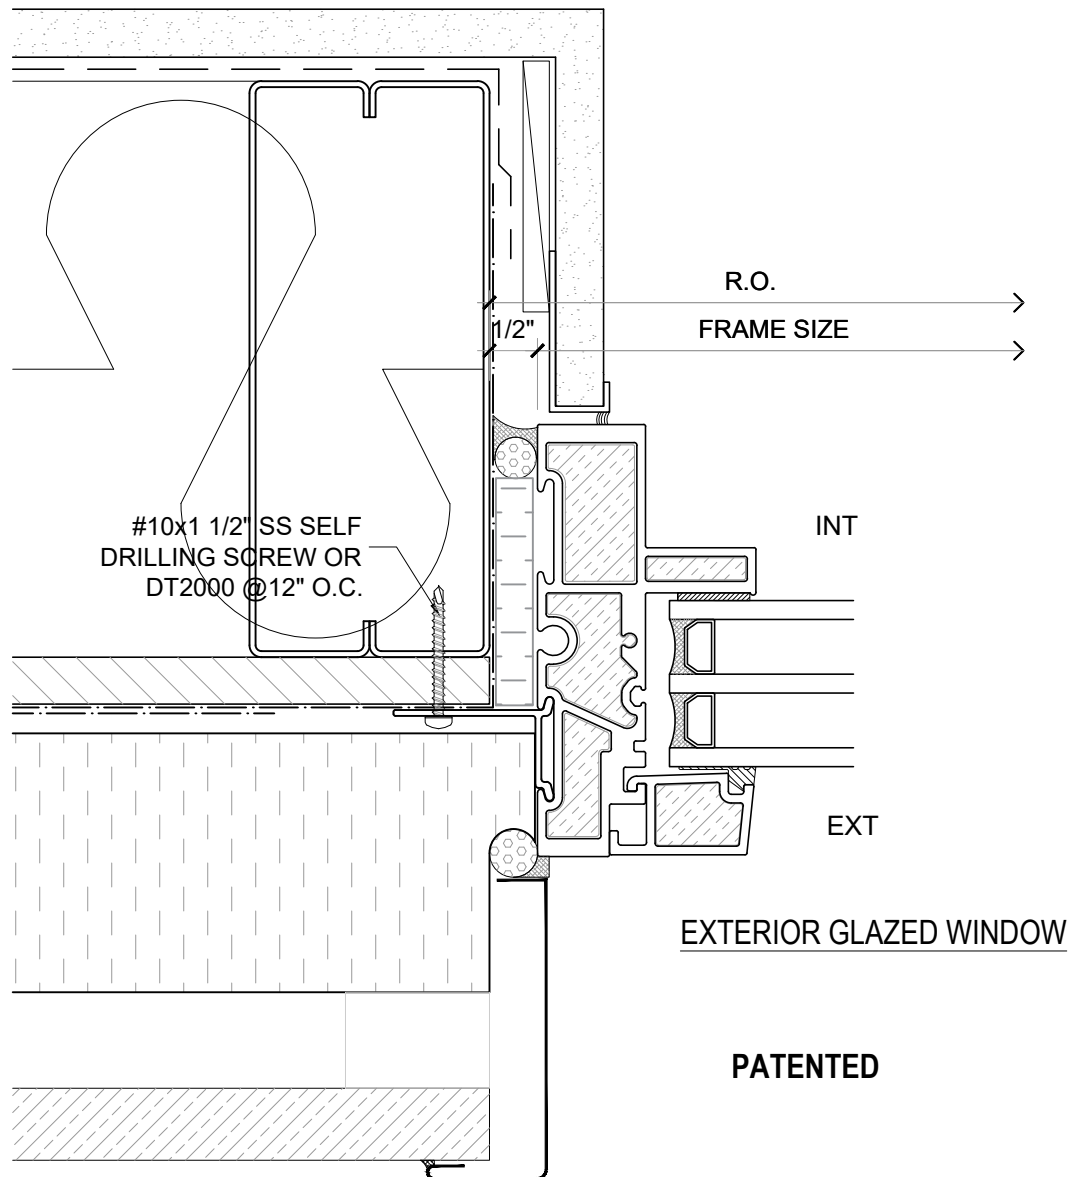 R.O.
1/2"
FRAME SIZE
#10x1 1/2" SS SELF
DRILLING SCREW OR
DT2000 @12" O.C.
INT
EXT
EXTERIOR GLAZED WINDOW
PATENTED